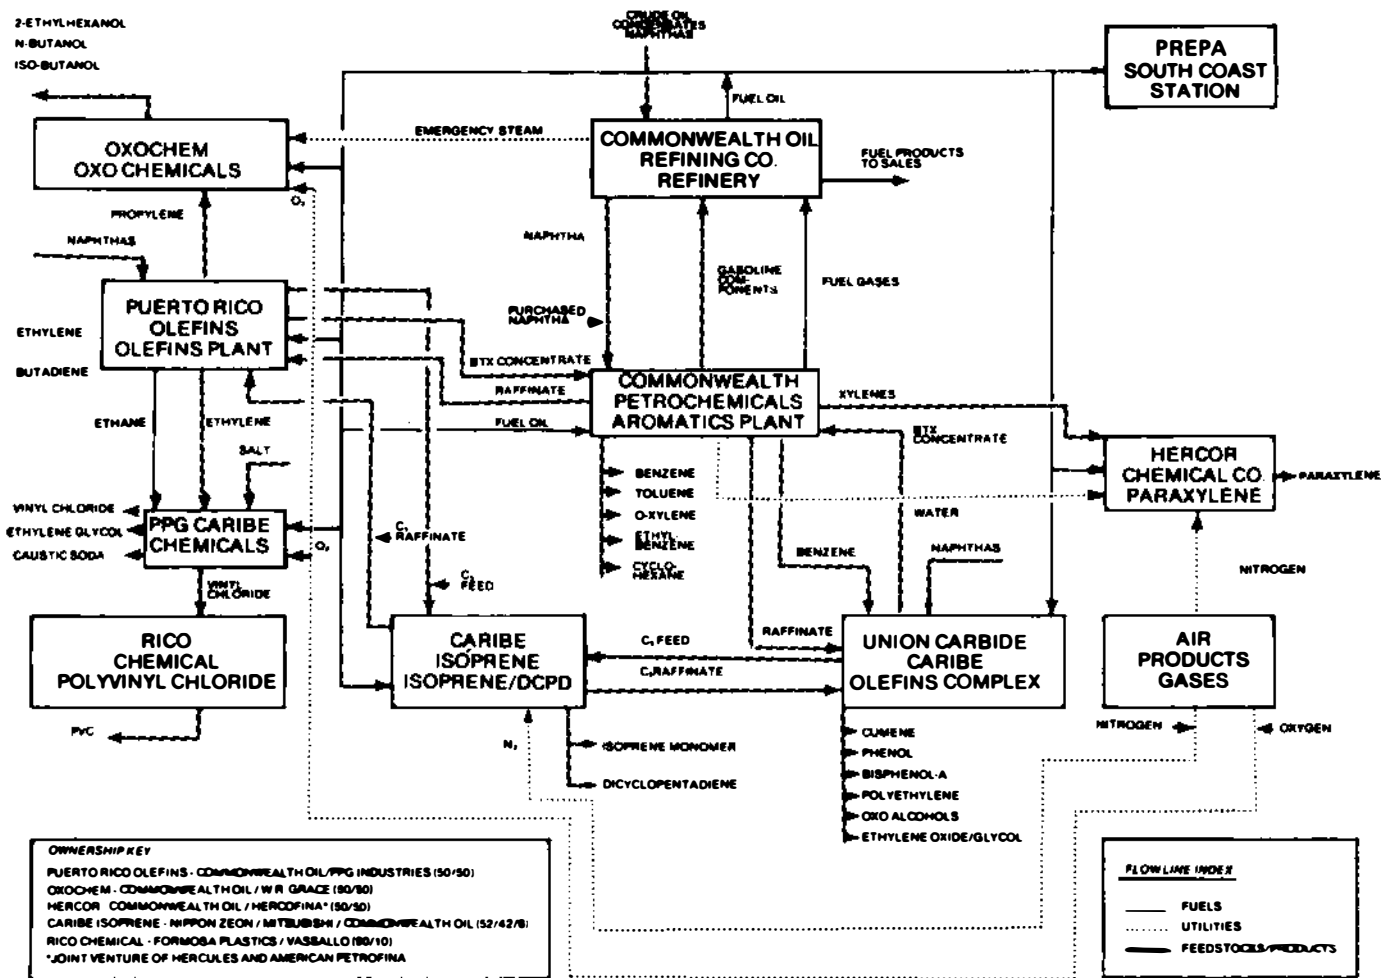 2-ETHYLHEXANOL
N-BUTANOL
ISO-BUTANOL
CRUDE OIL
CONDENSATES
NAPHTHAS
PREPA
SOUTH COAST
STATION
FUEL OIL
EMERGENCY STEAM
OXOCHEM
OXO CHEMICALS
COMMONWEALTH OIL
REFINING CO.
REFINERY
FUEL PRODUCTS
TO SALES
O₂
PROPYLENE
NAPHTHAS
NAPHTHA
GASOLINE
COM-
PONENTS
FUEL GASES
PURCHASED
NAPHTHA
PUERTO RICO
OLEFINS
OLEFINS PLANT
ETHYLENE
BUTADIENE
BTX CONCENTRATE
RAFFINATE
COMMONWEALTH
PETROCHEMICALS
AROMATICS PLANT
XYLENES
ETHANE
ETHYLENE
FUEL OIL
BTX
CONCENTRATE
SALT
HERCOR
CHEMICAL CO.
PARAXYLENE
PARAXYLENE
BENZENE
TOLUENE
O-XYLENE
ETHYL-
BENZENE
CYCLO-
HEXANE
WATER
NAPHTHAS
BENZENE
VINYL CHLORIDE
ETHYLENE GLYCOL
CAUSTIC SODA
PPG CARIBE
CHEMICALS
O₂
RAFFINATE
FEED
NITROGEN
VINYL
CHLORIDE
RICO
CHEMICAL
POLYVINYL CHLORIDE
CARIBE
ISOPRENE
ISOPRENE/DCPD
FEED
RAFFINATE
RAFFINATE
UNION CARBIDE
CARIBE
OLEFINS COMPLEX
AIR
PRODUCTS
GASES
PVC
N₂
ISOPRENE MONOMER
DICYCLOPENTADIENE
CUMENE
PHENOL
BISPHENOL-A
POLYETHYLENE
OXO ALCOHOLS
ETHYLENE OXIDE/GLYCOL
NITROGEN
OXYGEN
OWNERSHIP KEY
PUERTO RICO OLEFINS - COMMONWEALTH OIL/PPG INDUSTRIES (50/50)
OXOCHEM - COMMONWEALTH OIL / W R GRACE (50/50)
HERCOR COMMONWEALTH OIL / HERCOFINA* (50/50)
CARIBE ISOPRENE - NIPPON ZEON / MITSUBISHI / COMMONWEALTH OIL (52/42/6)
RICO CHEMICAL - FORMOSA PLASTICS / VASSALLO (90/10)
*JOINT VENTURE OF HERCULES AND AMERICAN PETROFINA
FLOWLINE INDEX
FUELS
UTILITIES
FEEDSTOCKS/PRODUCTS